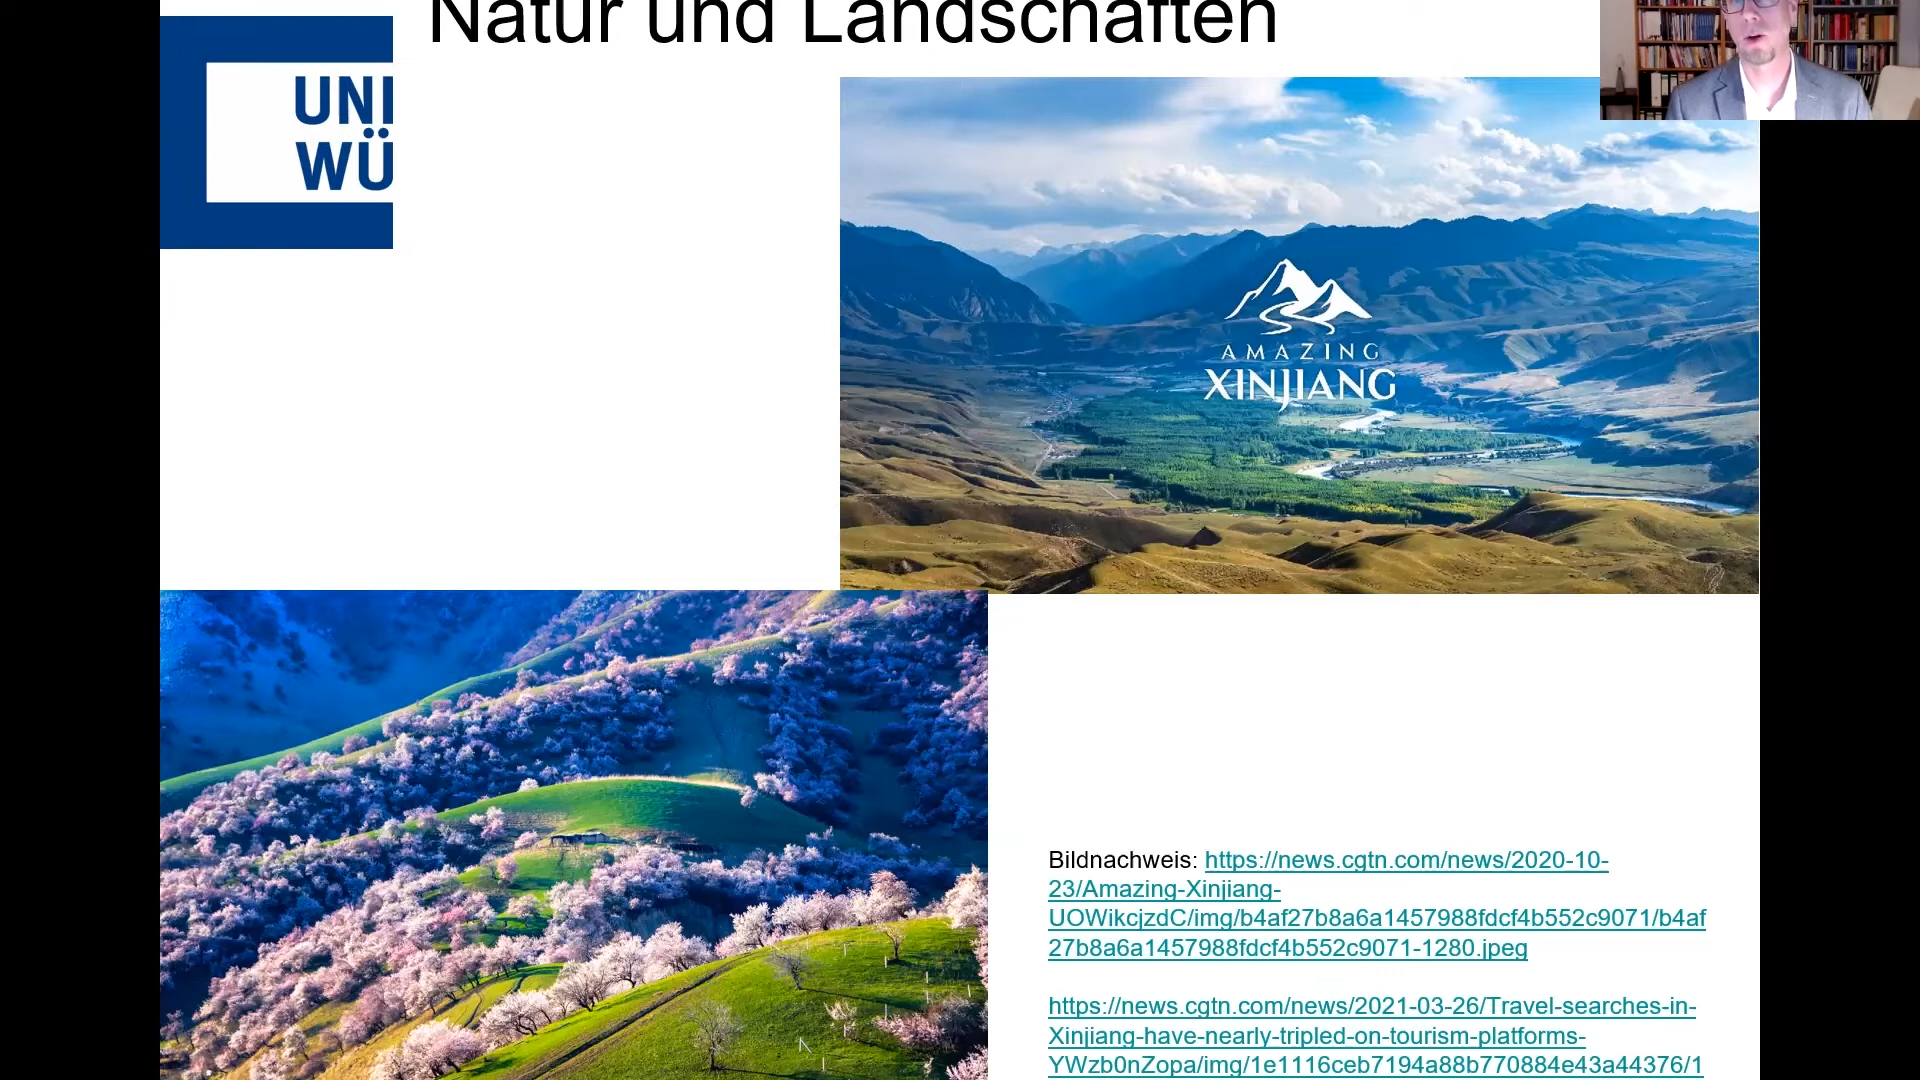 Natur und Landschaften
UNI
WÜ
AMAZING
XINJIANG
Bildnachweis: https://news.cgtn.com/news/2020-10-
23/Amazing-Xinjiang-
UOWikcjzdC/img/b4af27b8a6a1457988fdcf4b552c9071/b4af
27b8a6a1457988fdcf4b552c9071-1280.jpeg
https://news.cgtn.com/news/2021-03-26/Travel-searches-in-
Xinjiang-have-nearly-tripled-on-tourism-platforms-
YWzb0nZopa/img/1e1116ceb7194a88b770884e43a44376/1